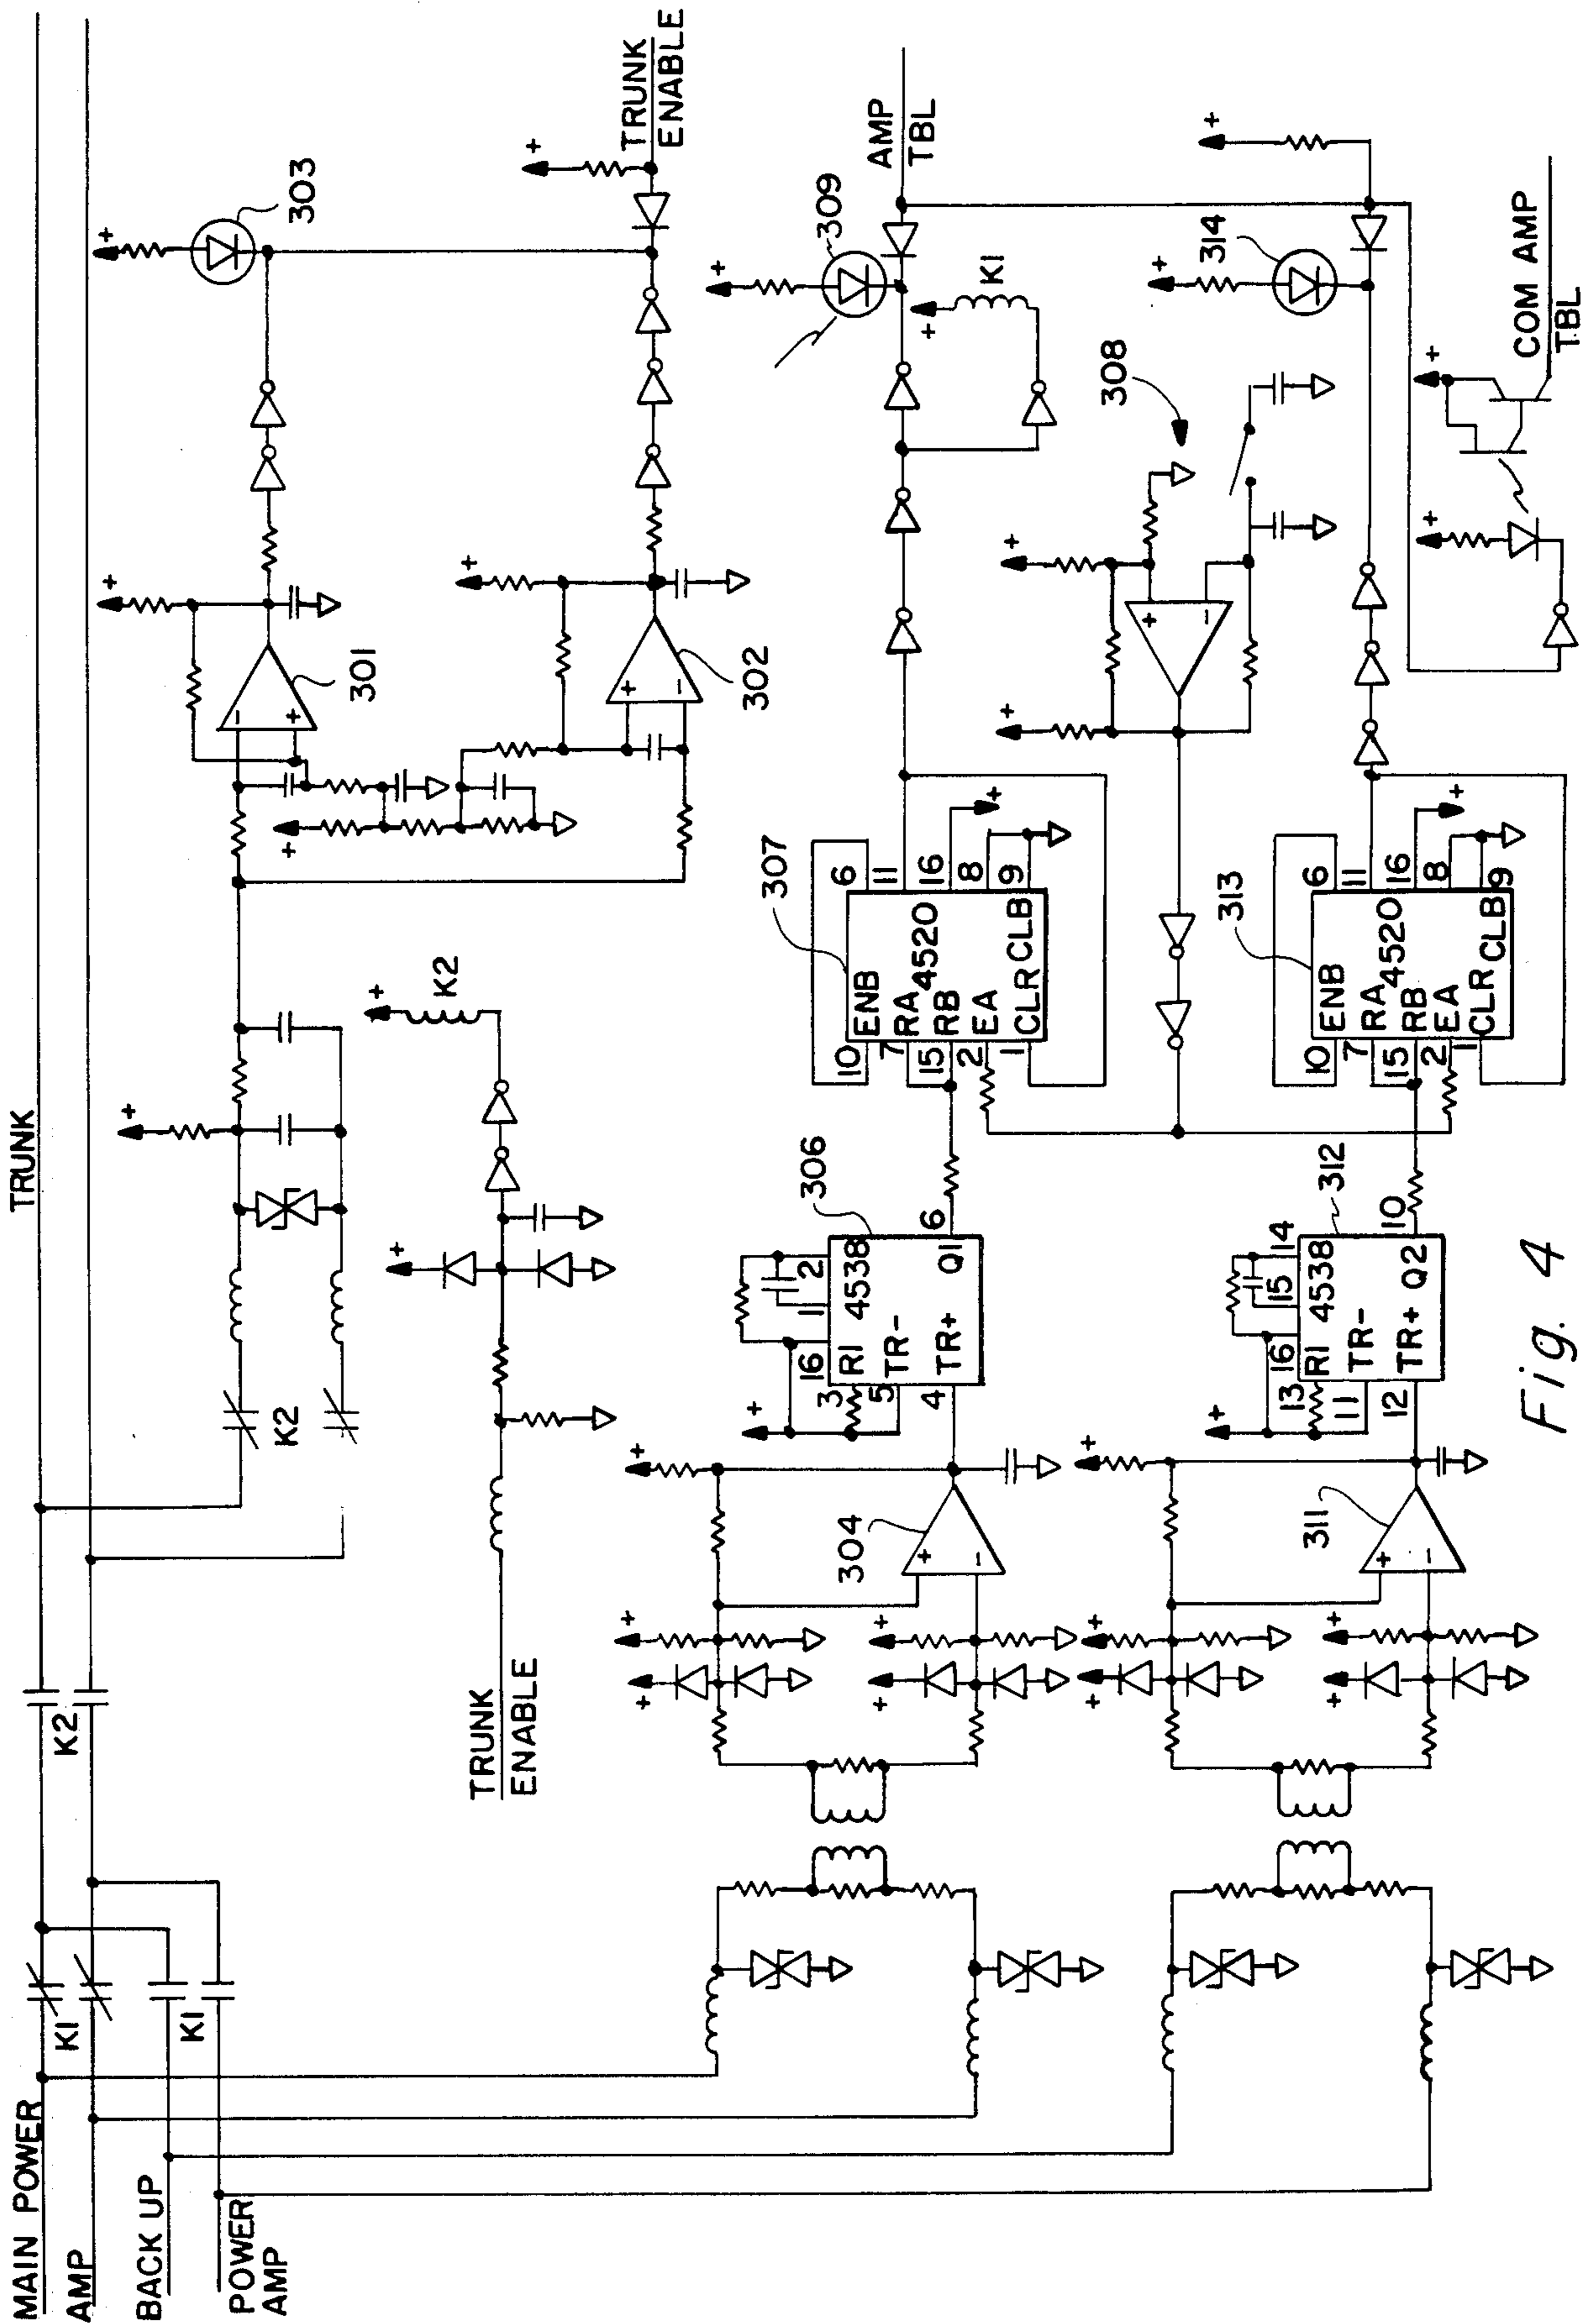 TRUNK
MAIN POWER
AMP
BACK UP
POWER
AMP
K1
K1
K2
K2
K2
TRUNK
ENABLE
+
+
+
+
-
+
301
303
+
+
+
-
302
+
TRUNK
ENABLE
+
+
+
+
+
-
304
+
16
1
2
3
RI
4538
5
TR-
4
TR+
Q1
6
306
307
10
ENB
6
7
RA
11
4520
15
RB
16
+
2
EA
8
1
CLR
CLB
9
+
309
AMP
TBL
K1
+
308
+
+
+
-
+
+
+
+
+
+
-
311
+
16
15
14
13
RI
4538
11
TR-
12
TR+
Q2
10
312
313
10
ENB
6
7
RA
11
4520
15
RB
16
+
2
EA
8
1
CLR
CLB
9
+
314
+
+
+
COM AMP
TBL
Fig. 4